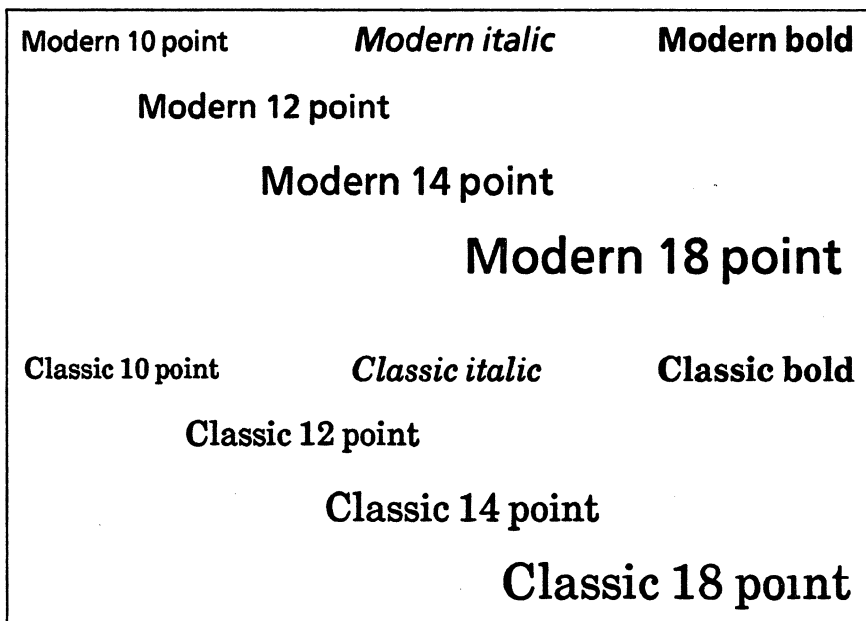 Modern 10 point Modern italic Modern bold
Modern 12 point
Modern 14 point
Modern 18 point
Classic 10 point Classic italic Classic bold
Classic 12 point
Classic 14 point
Classic 18 point